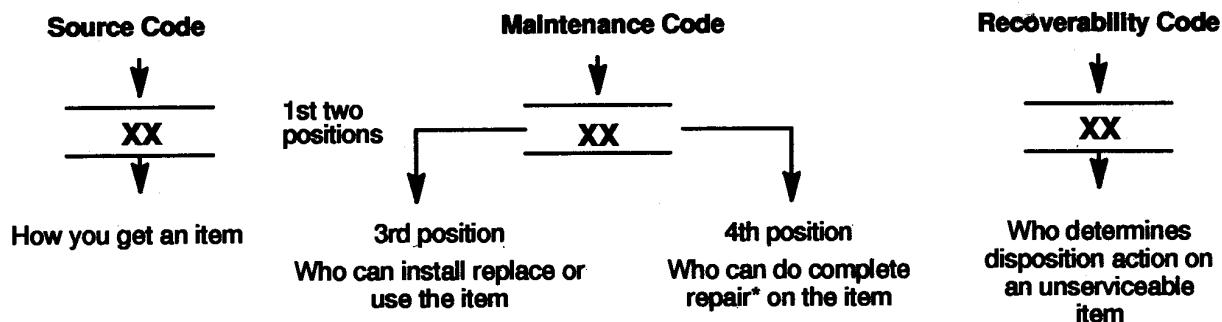 Source Code
Maintenance Code
Recoverability Code
XX
1st two
positions
XX
XX
How you get an item
3rd position
Who can install replace or
use the item
4th position
Who can do complete
repair* on the item
Who determines
disposition action on
an unserviceable
item